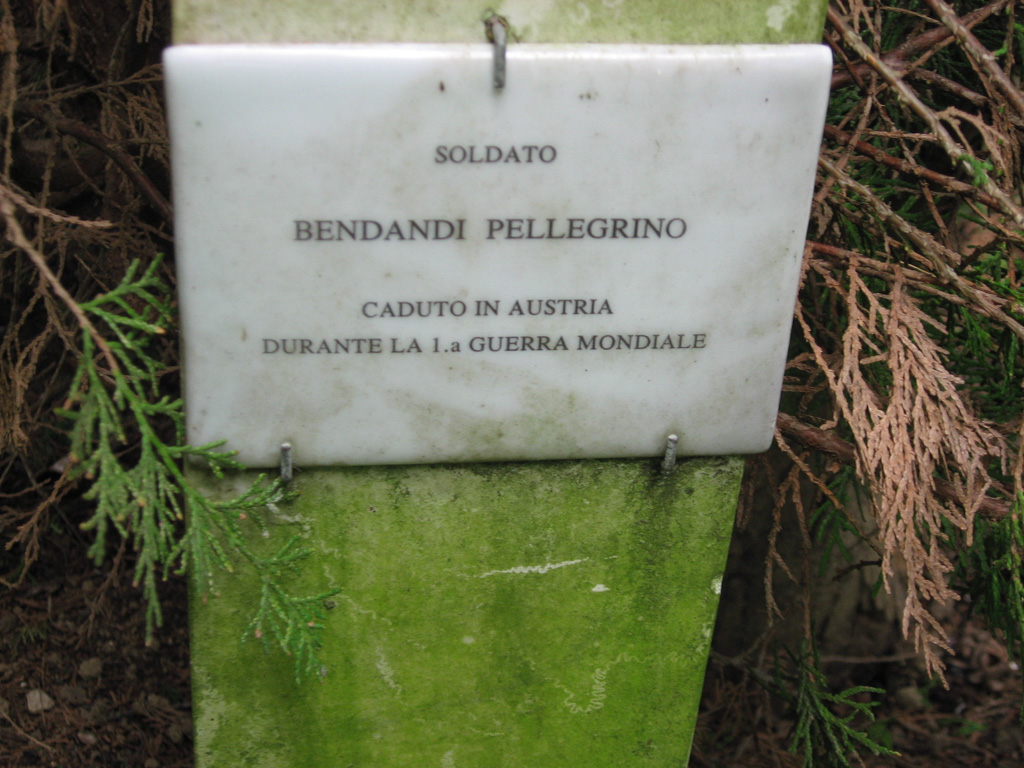 SOLDATO
BENDANDI PELLEGRINO
CADUTO IN AUSTRIA
DURANTE LA 1.a GUERRA MONDIALE